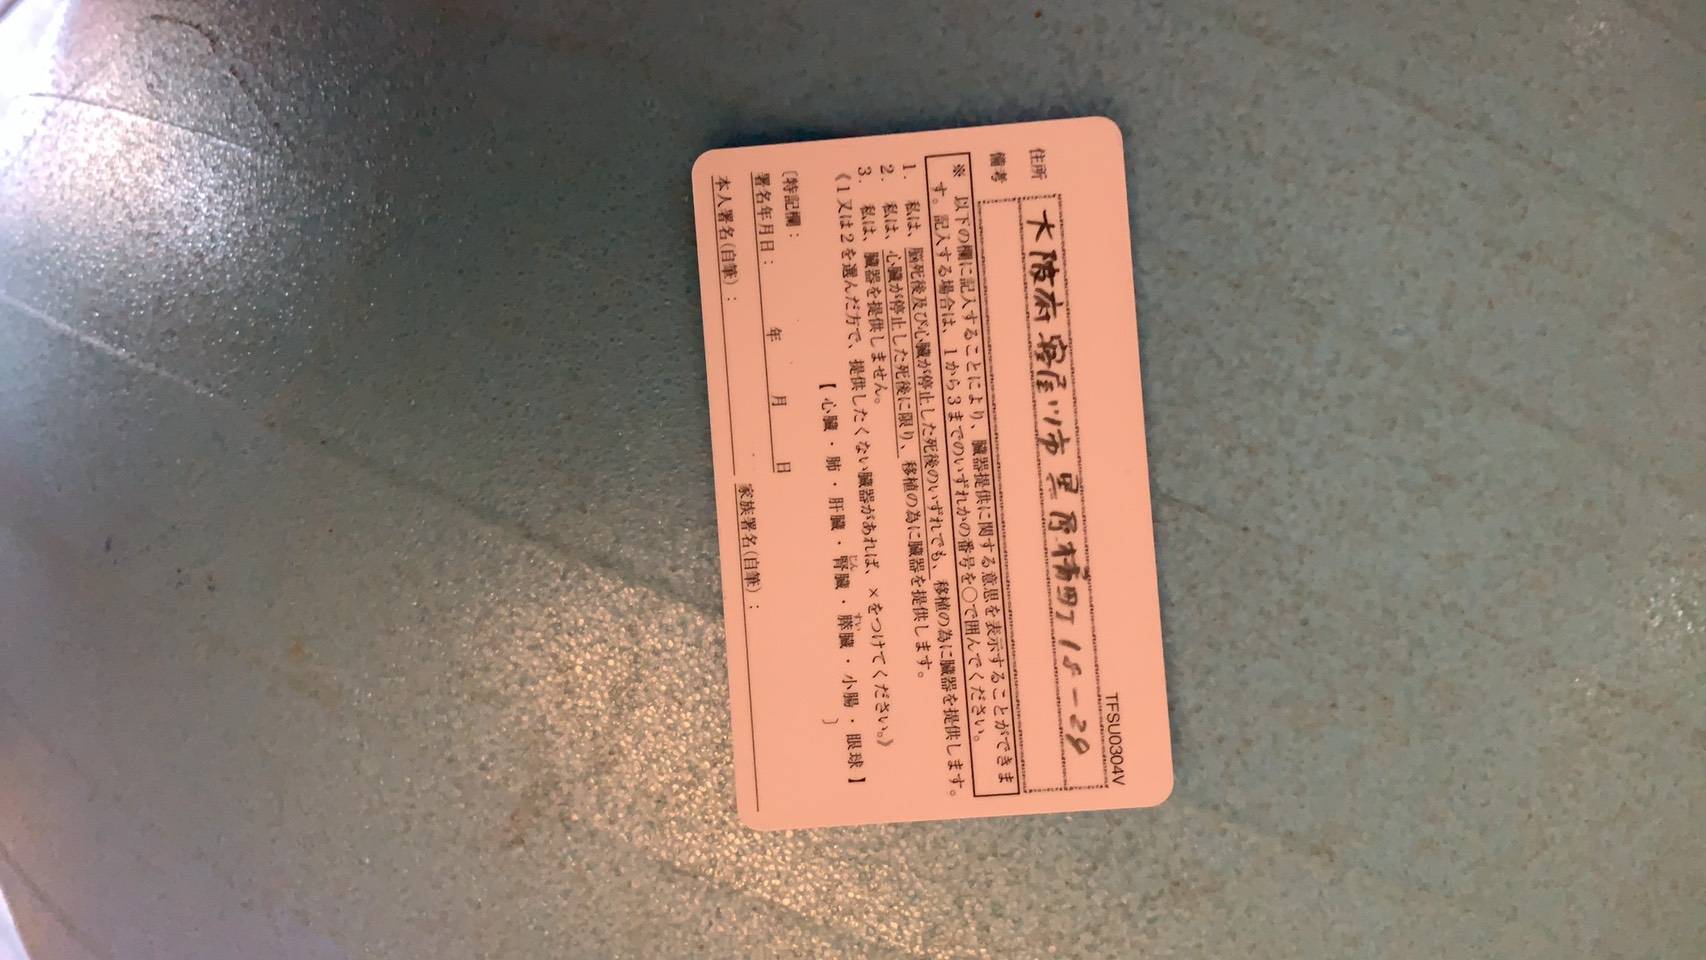 TFSU0304V
住所 大阪府寝屋川市里原橋町 18-29
備考
※ 以下の欄に記入することにより、臓器提供に関する意思を表示することができま
す。記入する場合は、1から3までのいずれかの番号を○で囲んでください。
1. 私は、脳死後及び心臓が停止した死後のいずれでも、移植の為に臓器を提供します。
2. 私は、心臓が停止した死後に限り、移植の為に臓器を提供します。
3. 私は、臓器を提供しません。
《1又は2を選んだ方で、提供したくない臓器があれば、×をつけてください。》
【 心臓・肺・肝臓・腎臓・膵臓・小腸・眼球 】
じん すい
〔特記欄: 〕
署名年月日: 年 月 日
本人署名(自筆): 家族署名(自筆):